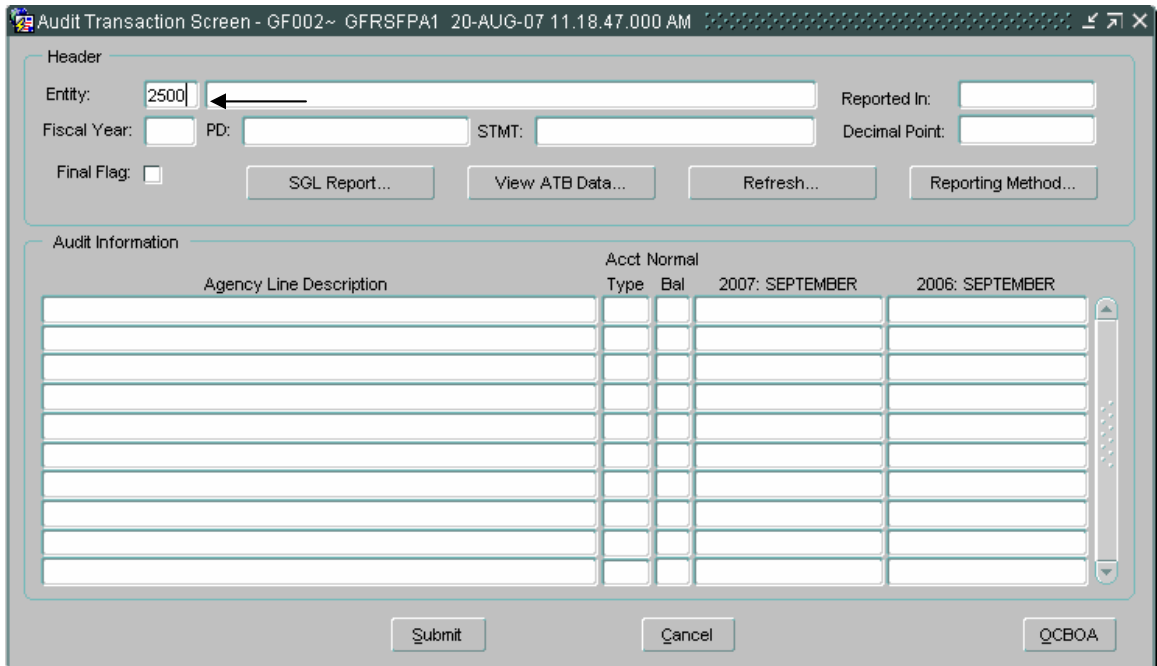 Audit Transaction Screen - GF002~ GFRSFPA1 20-AUG-07 11.18.47.000 AM
Header
Entity: 2500 Reported In:
Fiscal Year: PD: STMT: Decimal Point:
Final Flag: SGL Report... View ATB Data... Refresh... Reporting Method...
Audit Information
Acct Normal
Agency Line Description Type Bal 2007: SEPTEMBER 2006: SEPTEMBER
Submit Cancel OCBOA